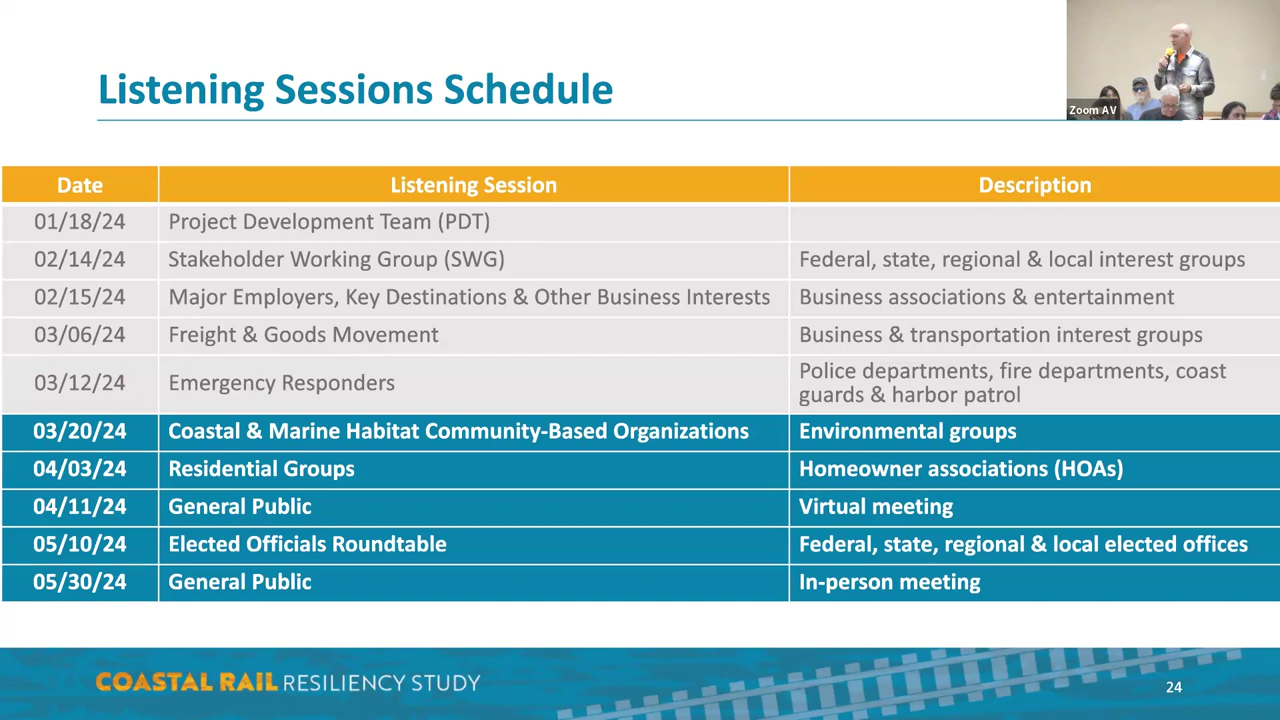 Listening Sessions Schedule
Zoom AV
Date Listening Session Description
01/18/24 Project Development Team (PDT)
02/14/24 Stakeholder Working Group (SWG) Federal, state, regional & local interest groups
02/15/24 Major Employers, Key Destinations & Other Business Interests Business associations & entertainment
03/06/24 Freight & Goods Movement Business & transportation interest groups
03/12/24 Emergency Responders Police departments, fire departments, coast
guards & harbor patrol
03/20/24 Coastal & Marine Habitat Community-Based Organizations Environmental groups
04/03/24 Residential Groups Homeowner associations (HOAs)
04/11/24 General Public Virtual meeting
05/10/24 Elected Officials Roundtable Federal, state, regional & local elected offices
05/30/24 General Public In-person meeting
COASTAL RAIL RESILIENCY STUDY
24